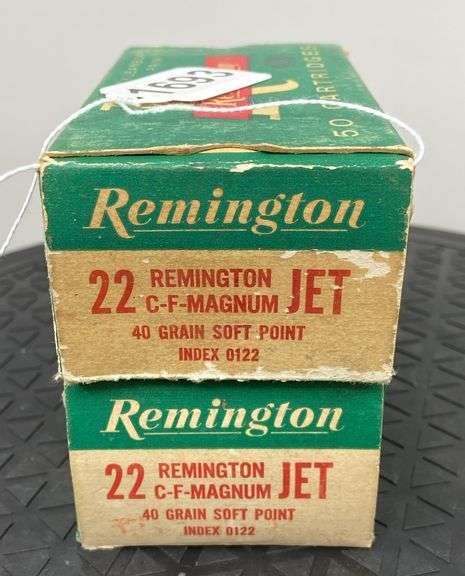 1693
50 CARTRIDGES
Remington
22 REMINGTON C-F-MAGNUM JET
40 GRAIN SOFT POINT
INDEX 0122
Remington
22 REMINGTON C-F-MAGNUM JET
40 GRAIN SOFT POINT
INDEX 0122